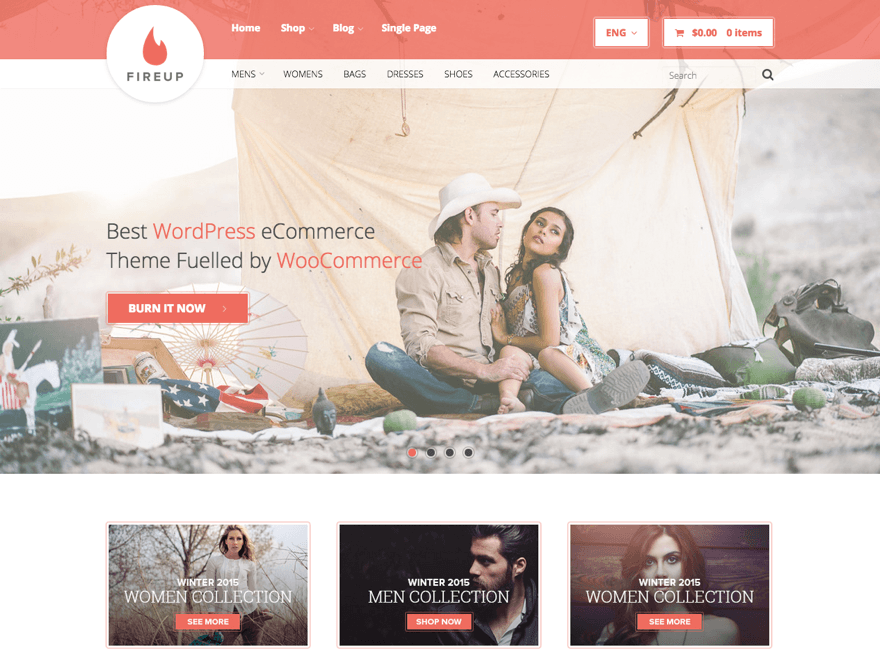 Home Shop Blog Single Page
ENG $0.00 0 items
FIREUP
MENS WOMENS BAGS DRESSES SHOES ACCESSORIES Search
Best WordPress eCommerce
Theme Fuelled by WooCommerce
BURN IT NOW
WINTER 2015
WOMEN COLLECTION
SEE MORE
WINTER 2015
MEN COLLECTION
SHOP NOW
WINTER 2015
WOMEN COLLECTION
SEE MORE